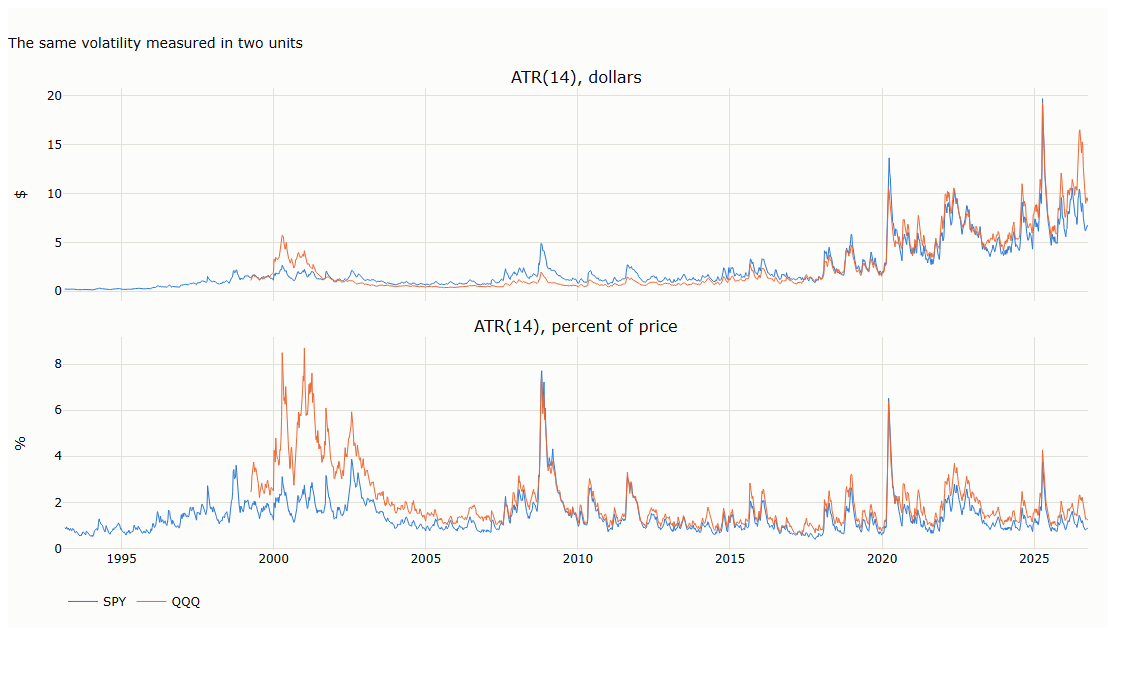 The same volatility measured in two units
ATR(14), dollars
20
15
10
5
0
$
ATR(14), percent of price
8
6
4
2
0
%
1995 2000 2005 2010 2015 2020 2025
SPY QQQ